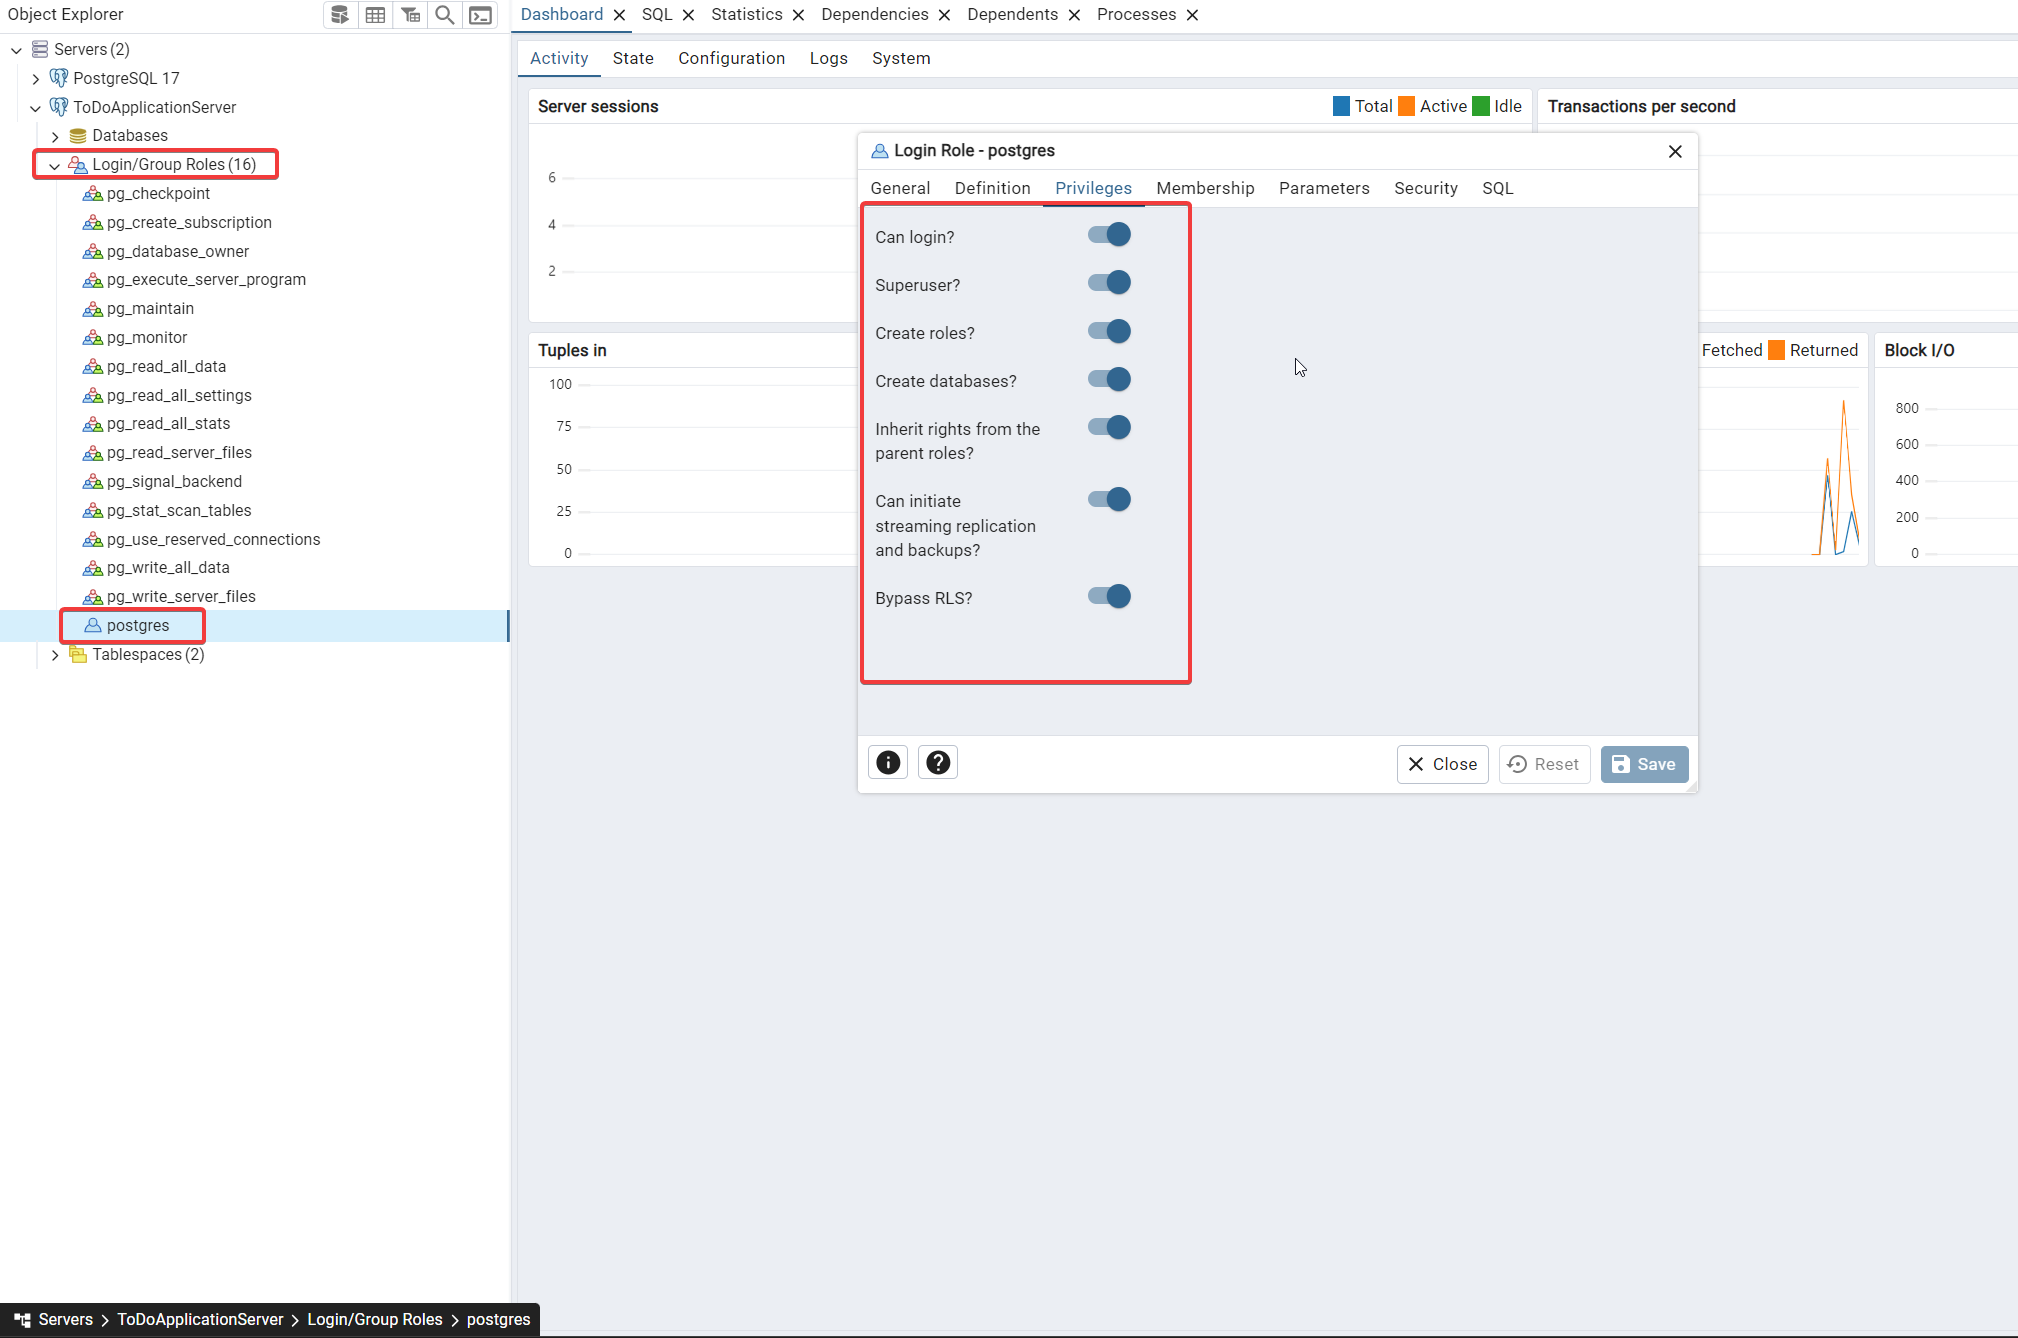 Object Explorer
Servers (2)
PostgreSQL 17
ToDoApplicationServer
Databases
Login/Group Roles (16)
pg_checkpoint
pg_create_subscription
pg_database_owner
pg_execute_server_program
pg_maintain
pg_monitor
pg_read_all_data
pg_read_all_settings
pg_read_all_stats
pg_read_server_files
pg_signal_backend
pg_stat_scan_tables
pg_use_reserved_connections
pg_write_all_data
pg_write_server_files
postgres
Tablespaces (2)
Dashboard SQL Statistics Dependencies Dependents Processes
Activity State Configuration Logs System
Server sessions Total Active Idle
6
4
2
Transactions per second
Tuples in
100
75
50
25
0
Fetched Returned
Block I/O
800
600
400
200
0
Login Role - postgres
General Definition Privileges Membership Parameters Security SQL
Can login?
Superuser?
Create roles?
Create databases?
Inherit rights from the
parent roles?
Can initiate
streaming replication
and backups?
Bypass RLS?
Close Reset Save
Servers > ToDoApplicationServer > Login/Group Roles > postgres